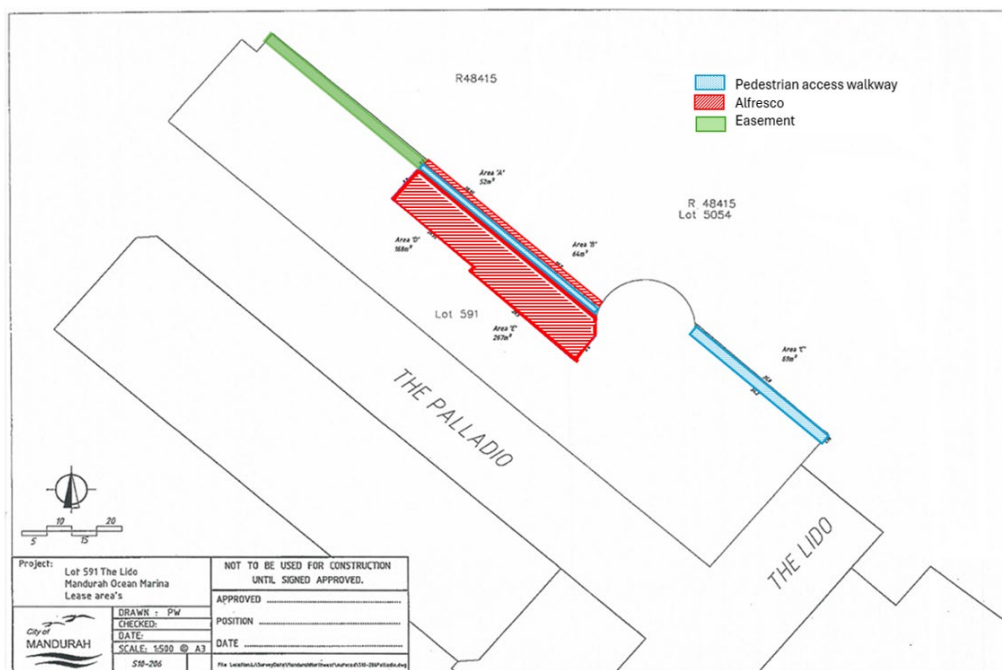 R48415
Pedestrian access walkway
Alfresco
Easement
Area 'A'
52m²
R 48415
Lot 5054
Area 'B'
64m²
Area 'D'
168m²
Lot 591
Area 'E'
267m²
Area 'C'
THE PALLADIO
THE LIDO
10 20
5 15
Project:
Lot 591 The Lido
Mandurah Ocean Marina
Lease area's
NOT TO BE USED FOR CONSTRUCTION
UNTIL SIGNED APPROVED.
APPROVED
POSITION
DATE
City of
MANDURAH
DRAWN : PW
CHECKED:
DATE:
SCALE: 1:500 @ A3
S10-206